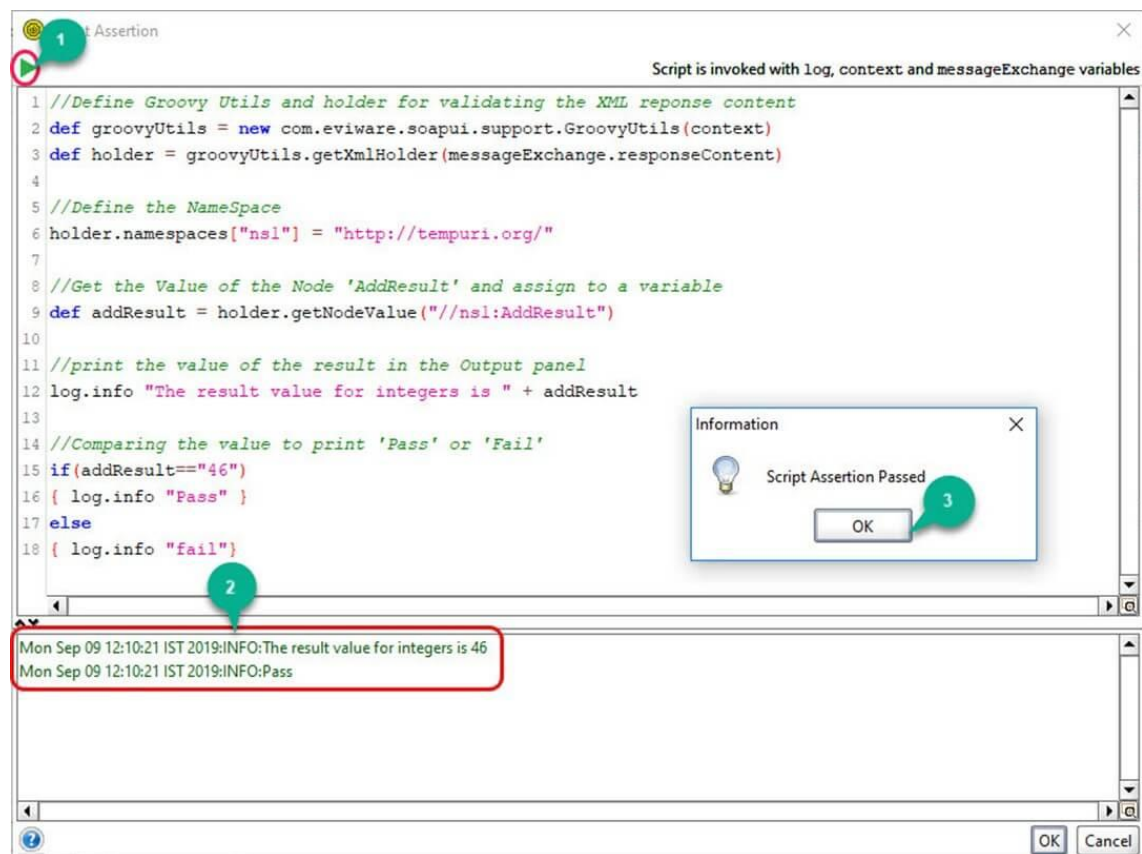 t Assertion
1
Script is invoked with log, context and messageExchange variables
1 //Define Groovy Utils and holder for validating the XML reponse content
2 def groovyUtils = new com.eviware.soapui.support.GroovyUtils(context)
3 def holder = groovyUtils.getXmlHolder(messageExchange.responseContent)
4
5 //Define the NameSpace
6 holder.namespaces["ns1"] = "http://tempuri.org/"
7
8 //Get the Value of the Node 'AddResult' and assign to a variable
9 def addResult = holder.getNodeValue("//ns1:AddResult")
10
11 //print the value of the result in the Output panel
12 log.info "The result value for integers is " + addResult
13
14 //Comparing the value to print 'Pass' or 'Fail'
15 if(addResult=="46")
16 { log.info "Pass" }
17 else
18 { log.info "fail"}
Information
Script Assertion Passed
3
OK
2
Mon Sep 09 12:10:21 IST 2019:INFO:The result value for integers is 46
Mon Sep 09 12:10:21 IST 2019:INFO:Pass
OK Cancel